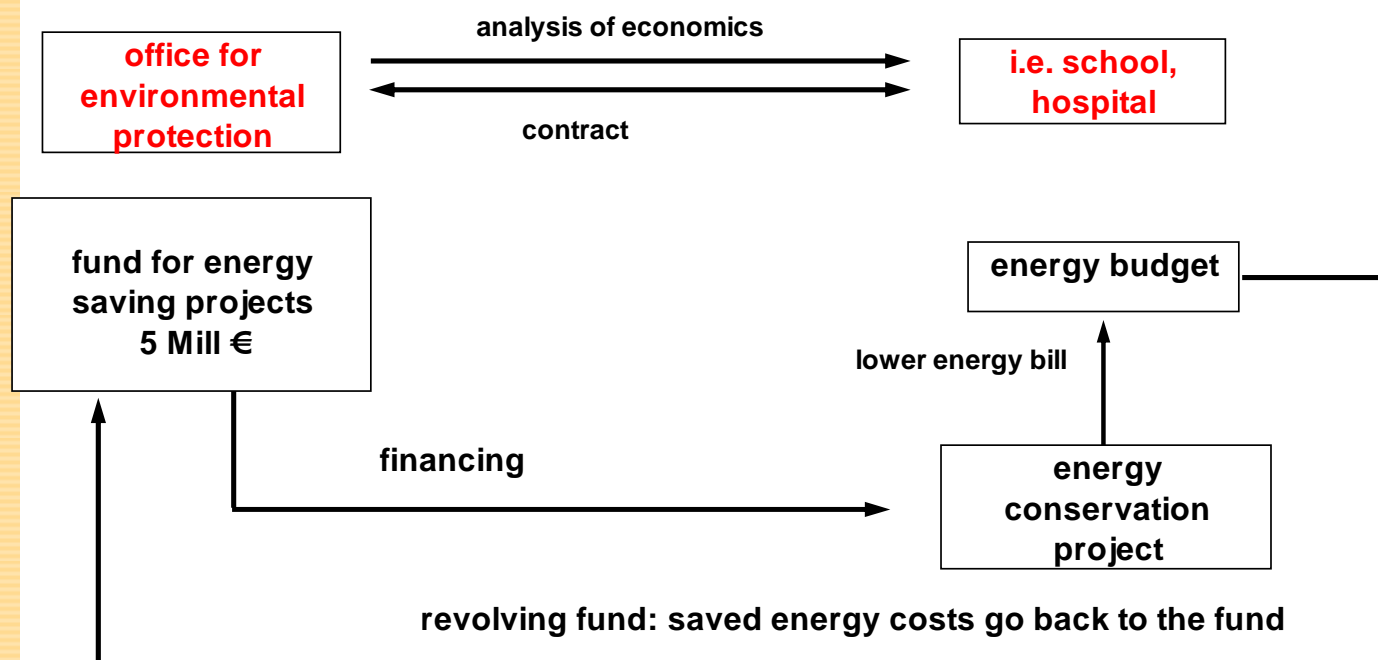 analysis of economics
office for
environmental
protection
i.e. school,
hospital
contract
fund for energy
saving projects
5 Mill €
energy budget
lower energy bill
financing
energy
conservation
project
revolving fund: saved energy costs go back to the fund